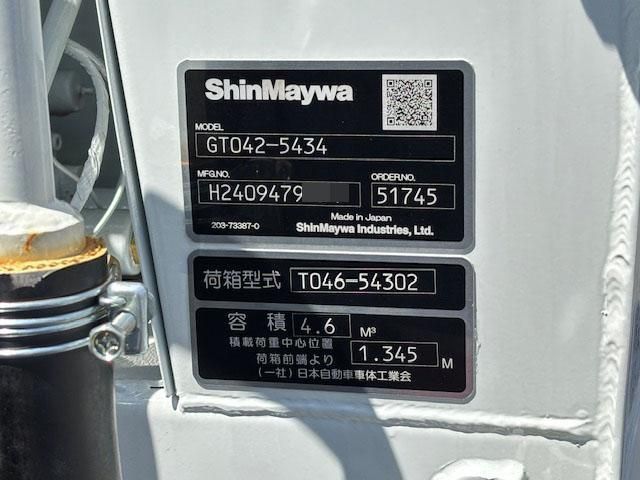 ShinMaywa
MODEL
GT042-5434
MFG.NO. ORDER.NO.
H2409479 51745
Made in Japan
203-73387-0 ShinMaywa Industries, Ltd.
荷箱型式 T046-54302
容積 4.6 M³
積載荷重中心位置
荷箱前端より 1.345 M
(一社)日本自動車車体工業会